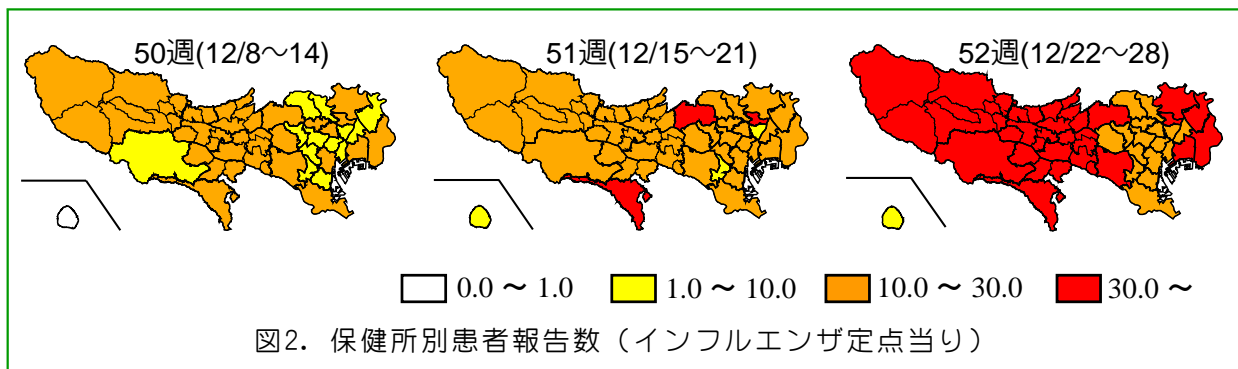 50週(12/8～14)
51週(12/15～21)
52週(12/22～28)
0.0 ～ 1.0
1.0 ～ 10.0
10.0 ～ 30.0
30.0 ～
図2. 保健所別患者報告数（インフルエンザ定点当り）